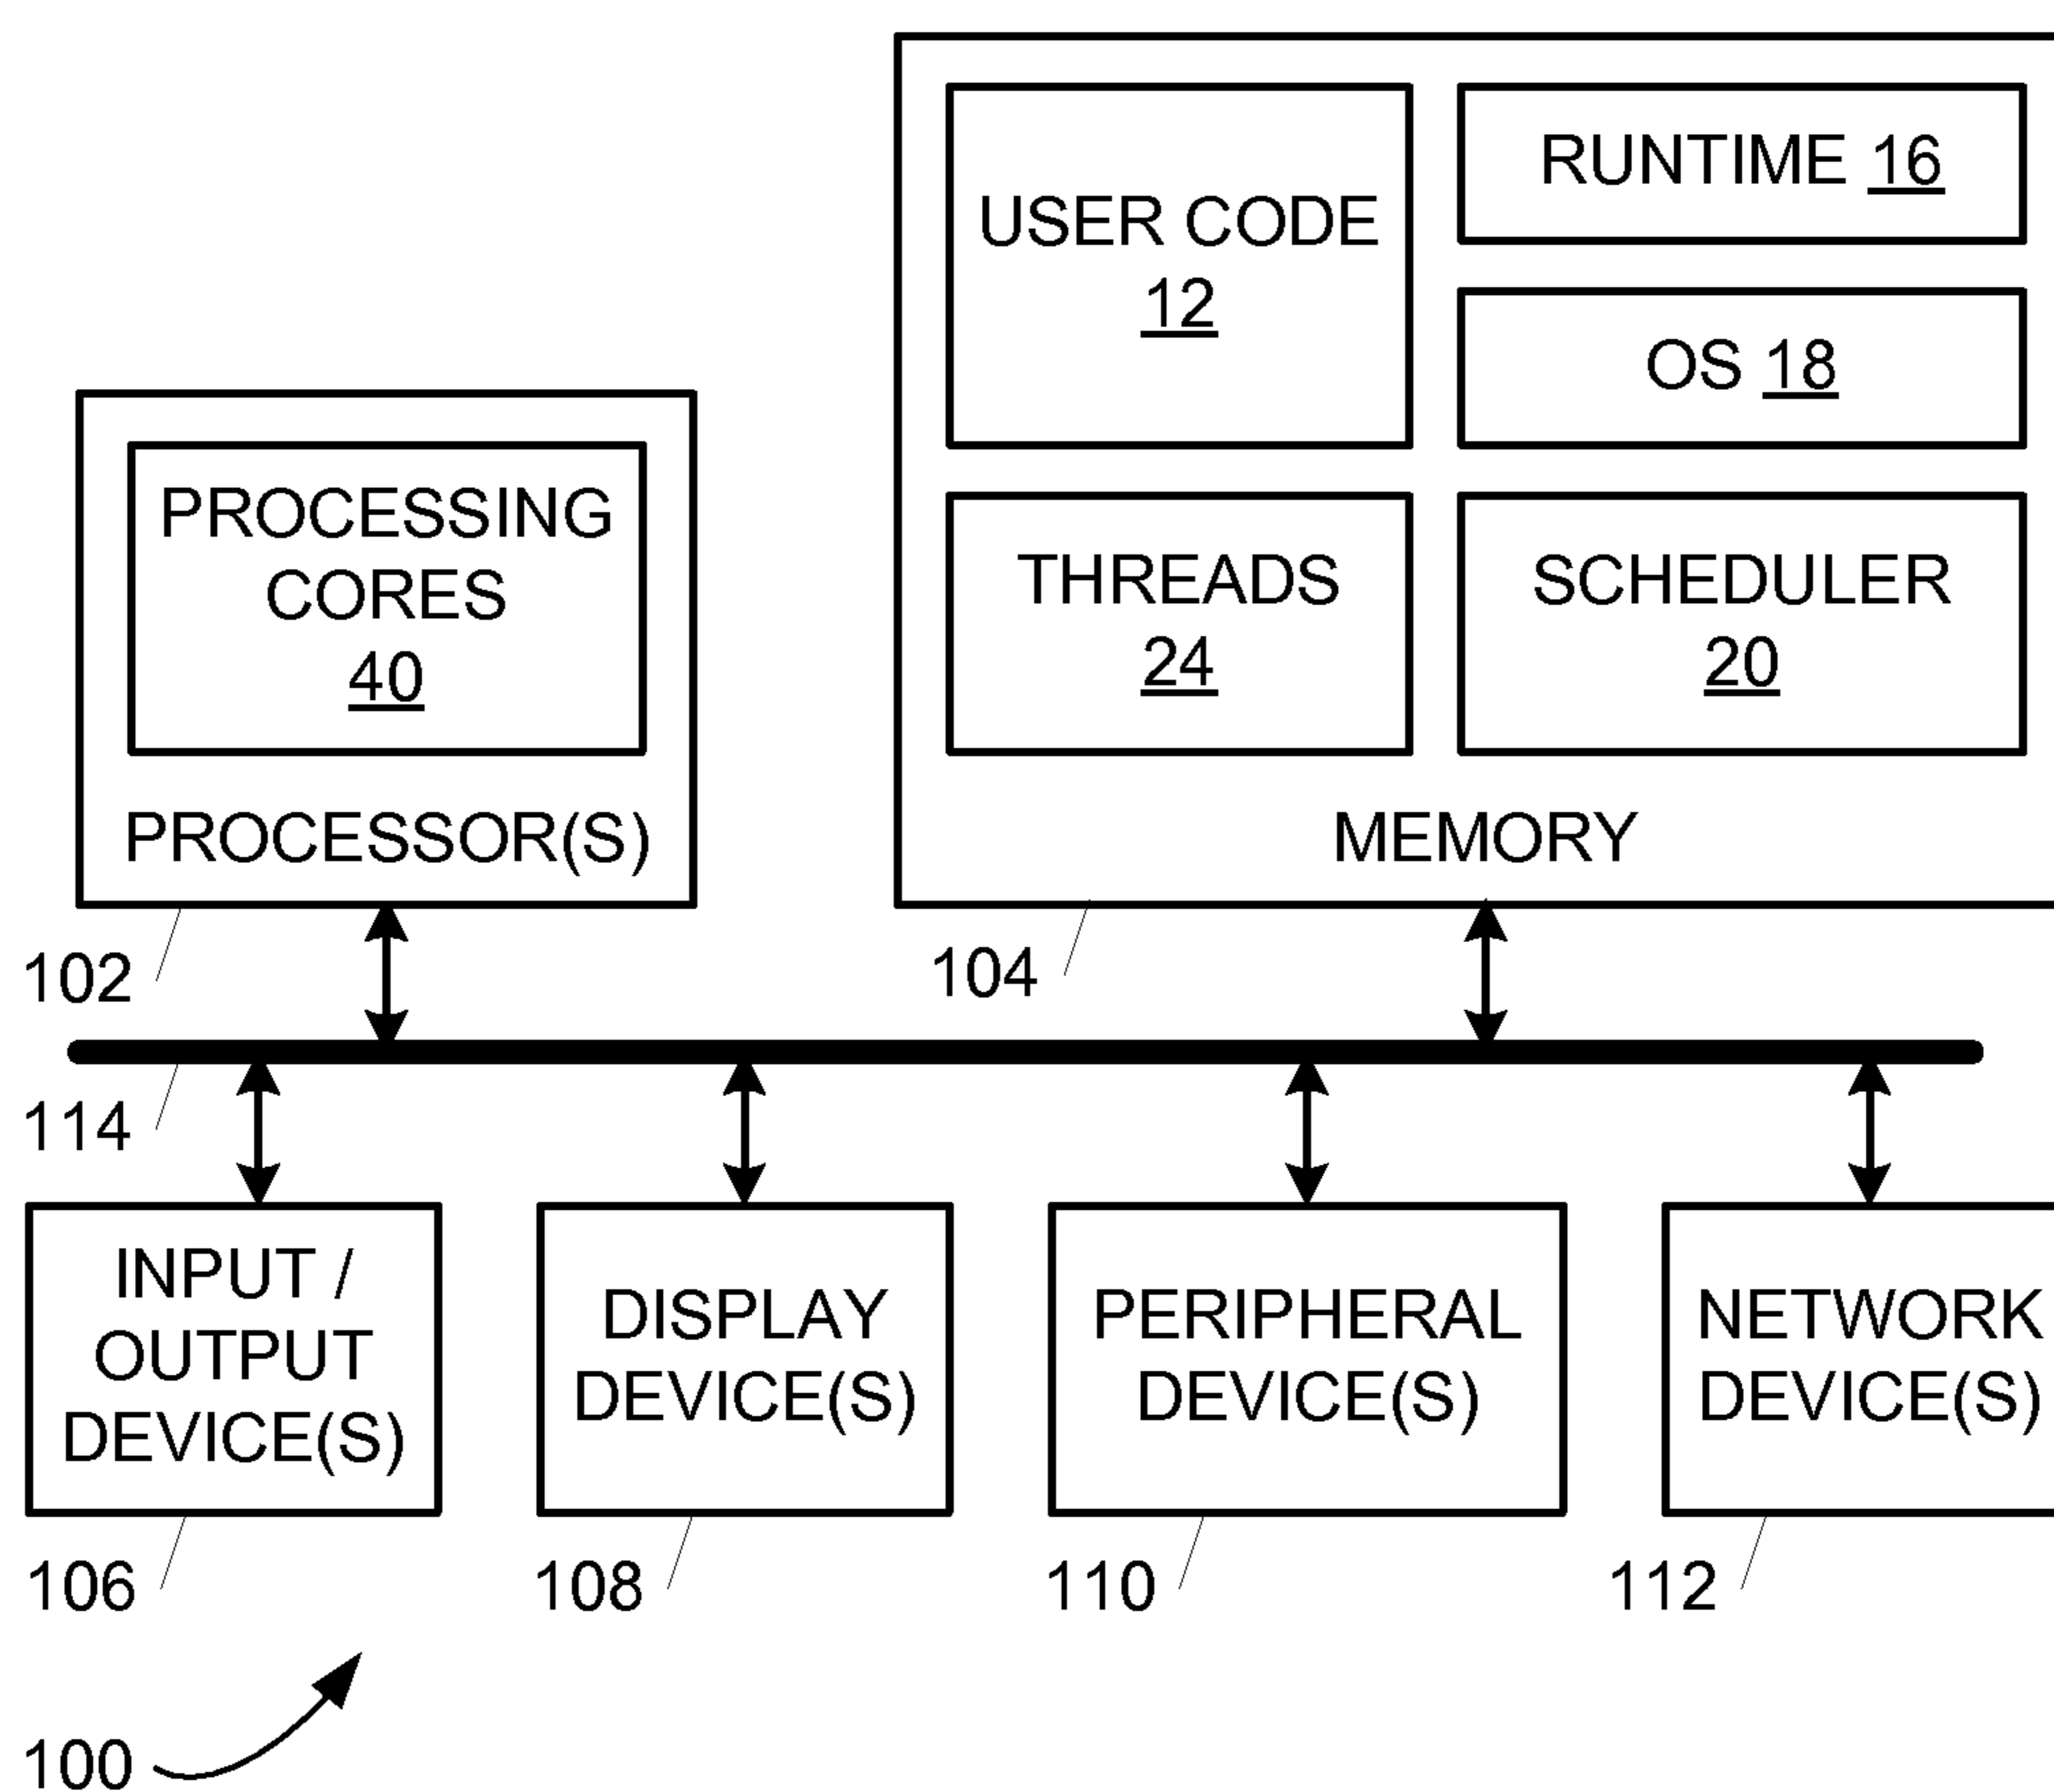 USER CODE
12
RUNTIME 16
OS 18
PROCESSING
CORES
40
THREADS
24
SCHEDULER
20
PROCESSOR(S)
MEMORY
102
104
114
INPUT /
OUTPUT
DEVICE(S)
DISPLAY
DEVICE(S)
PERIPHERAL
DEVICE(S)
NETWORK
DEVICE(S)
106
108
110
112
100